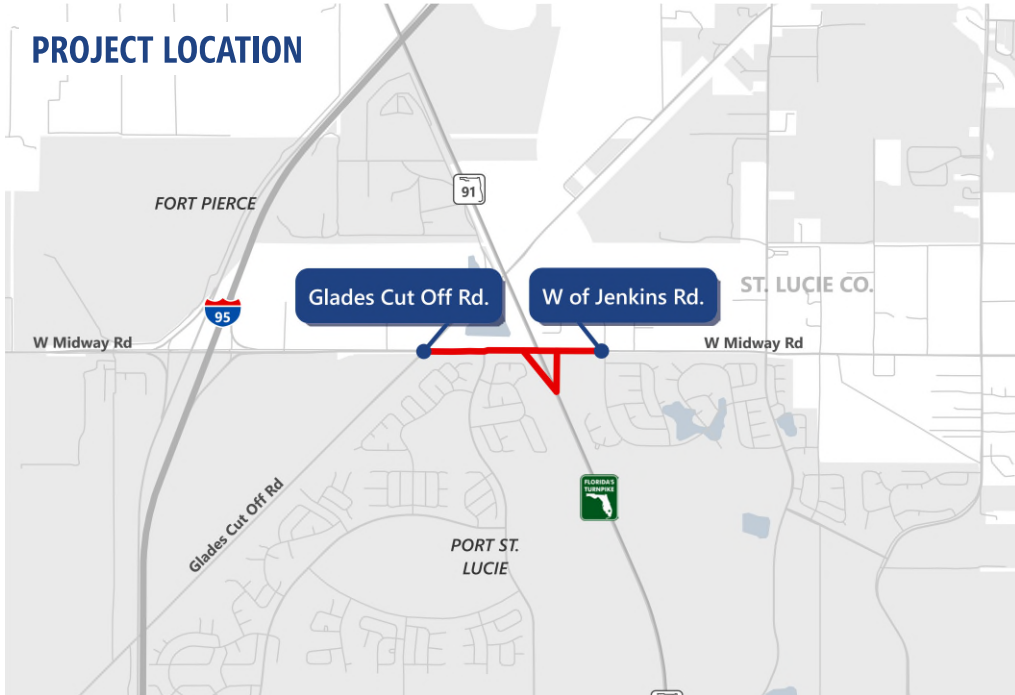 PROJECT LOCATION
FORT PIERCE
91
Glades Cut Off Rd.
W of Jenkins Rd.
ST. LUCIE CO.
95
W Midway Rd
W Midway Rd
FLORIDA'S
TURNPIKE
Glades Cut Off Rd
PORT ST.
LUCIE